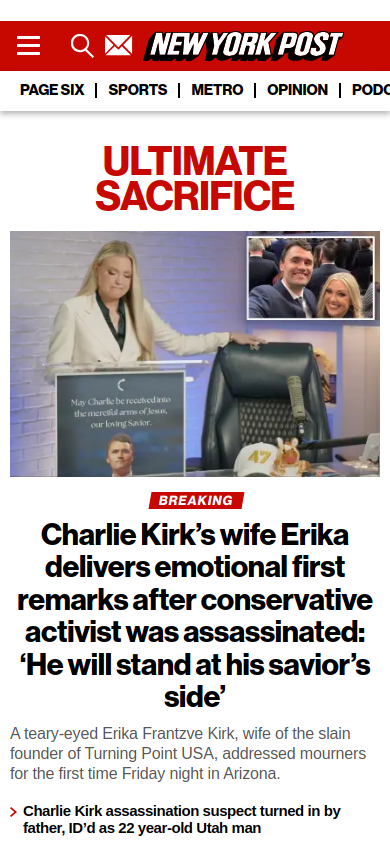 NEW YORK POST
PAGE SIX | SPORTS | METRO | OPINION | PODC
ULTIMATE
SACRIFICE
May Charlie be received into
the merciful arms of Jesus,
our loving Savior.
47
BREAKING
Charlie Kirk’s wife Erika
delivers emotional first
remarks after conservative
activist was assassinated:
‘He will stand at his savior’s
side’
A teary-eyed Erika Frantzve Kirk, wife of the slain
founder of Turning Point USA, addressed mourners
for the first time Friday night in Arizona.
Charlie Kirk assassination suspect turned in by
father, ID’d as 22 year-old Utah man